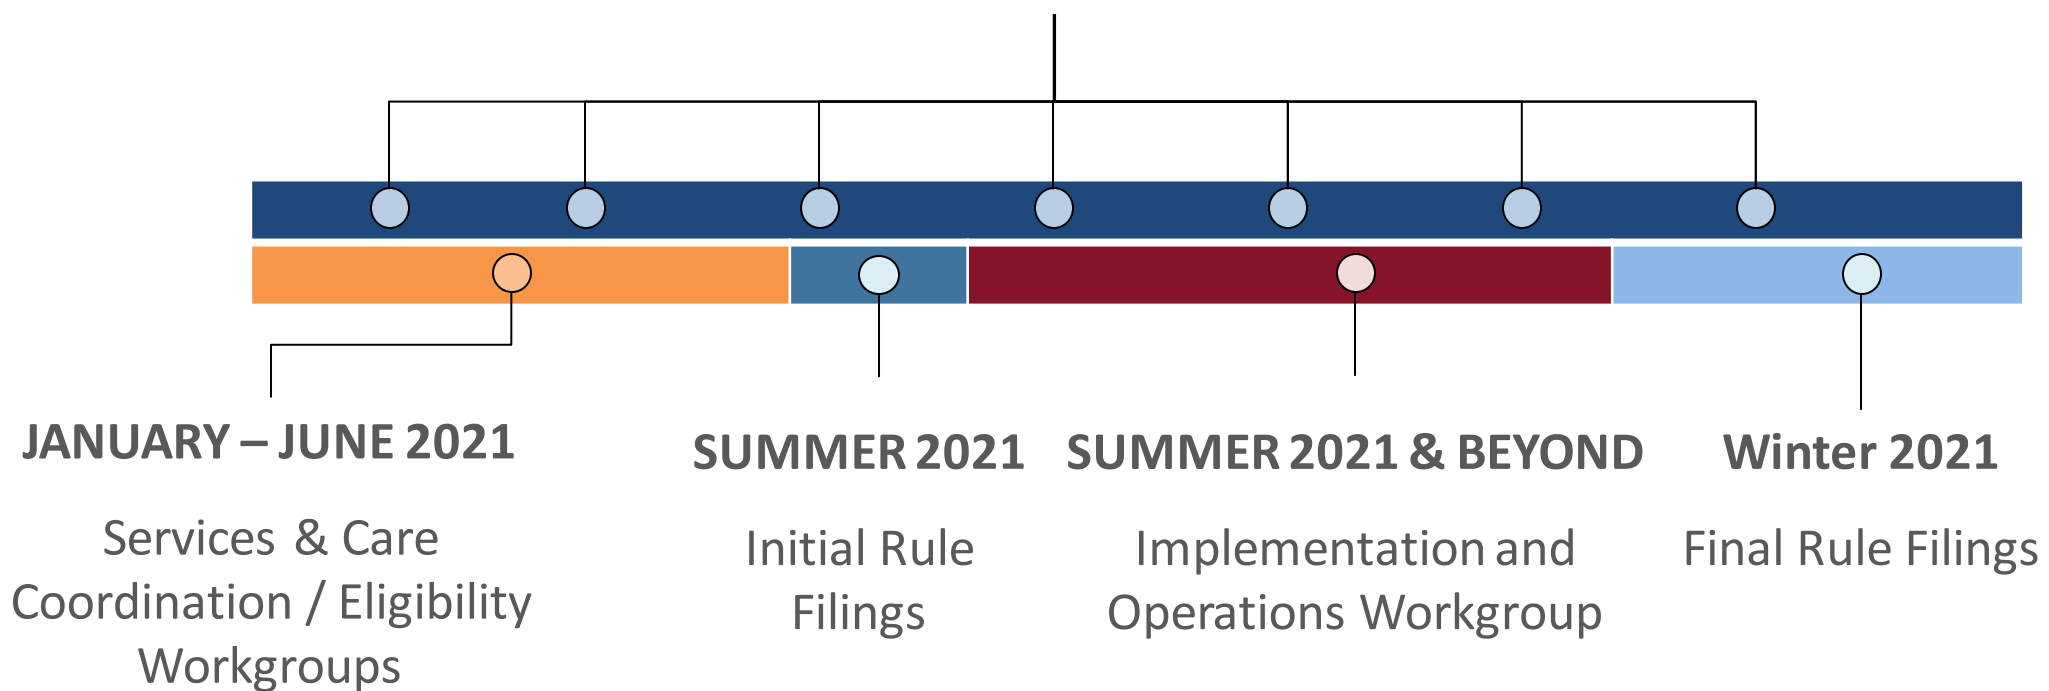 JANUARY – JUNE 2021
Services & Care
Coordination / Eligibility
Workgroups
SUMMER 2021
Initial Rule
Filings
SUMMER 2021 & BEYOND
Implementation and
Operations Workgroup
Winter 2021
Final Rule Filings